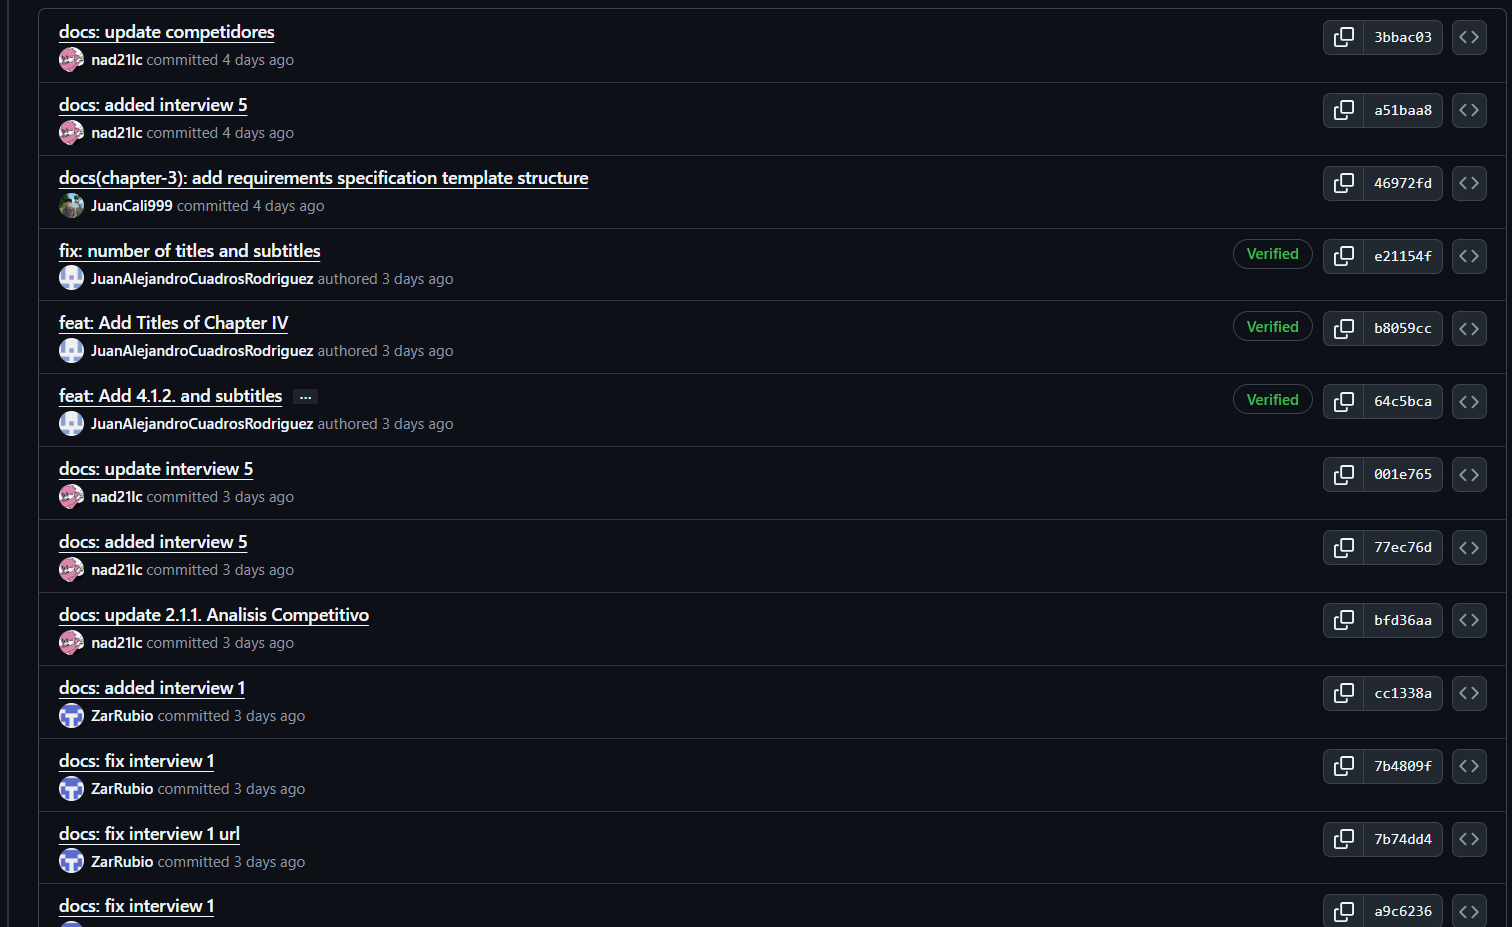 docs: update competidores
3bbac03
nad21lc committed 4 days ago
docs: added interview 5
a51baa8
nad21lc committed 4 days ago
docs(chapter-3): add requirements specification template structure
46972fd
JuanCali999 committed 4 days ago
fix: number of titles and subtitles
Verified
e21154f
JuanAlejandroCuadrosRodriguez authored 3 days ago
feat: Add Titles of Chapter IV
Verified
b8059cc
JuanAlejandroCuadrosRodriguez authored 3 days ago
feat: Add 4.1.2. and subtitles ...
Verified
64c5bca
JuanAlejandroCuadrosRodriguez authored 3 days ago
docs: update interview 5
001e765
nad21lc committed 3 days ago
docs: added interview 5
77ec76d
nad21lc committed 3 days ago
docs: update 2.1.1. Analisis Competitivo
bfd36aa
nad21lc committed 3 days ago
docs: added interview 1
cc1338a
ZarRubio committed 3 days ago
docs: fix interview 1
7b4809f
ZarRubio committed 3 days ago
docs: fix interview 1 url
7b74dd4
ZarRubio committed 3 days ago
docs: fix interview 1
a9c6236